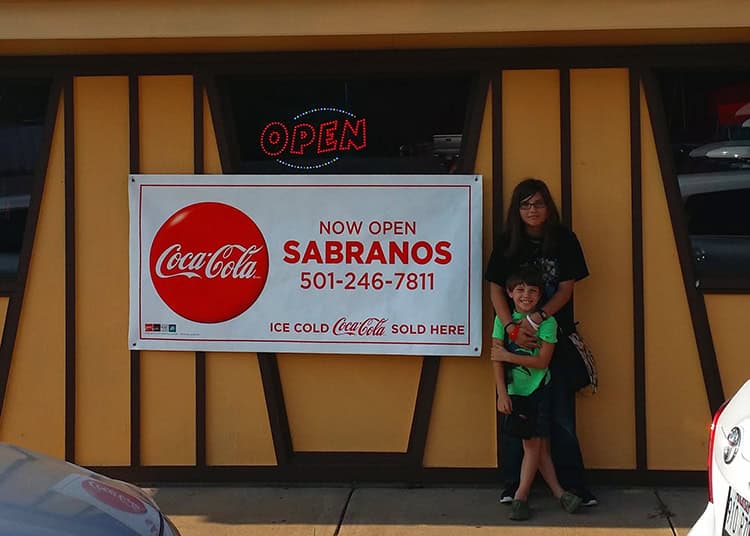 OPEN
Coca-Cola
NOW OPEN
SABRANOS
501-246-7811
ICE COLD Coca-Cola SOLD HERE